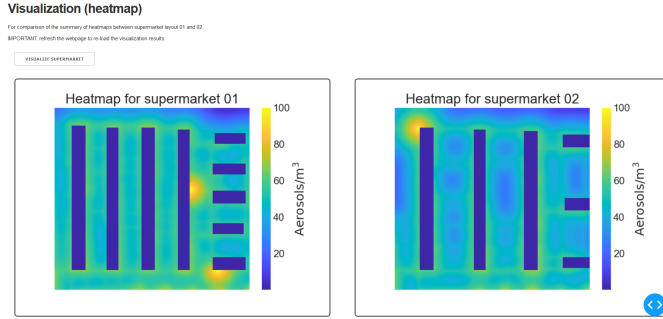 Visualization (heatmap)
For comparison of the summary of heatmaps between supermarket layout 01 and 02.
IMPORTANT: refresh the webpage to re-load the visualization results.
VISUALIZE SUPERMARKET
Heatmap for supermarket 01
100
80
60
40
20
Aerosols/m³
Heatmap for supermarket 02
100
80
60
40
20
Aerosols/m³